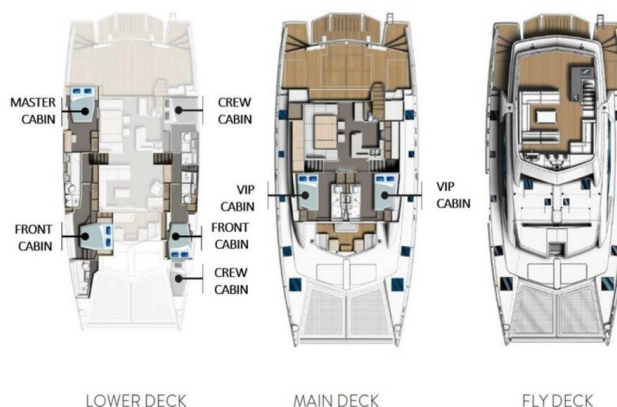 MASTER
CABIN
CREW
CABIN
FRONT
CABIN
FRONT
CABIN
CREW
CABIN
VIP
CABIN
VIP
CABIN
LOWER DECK
MAIN DECK
FLY DECK